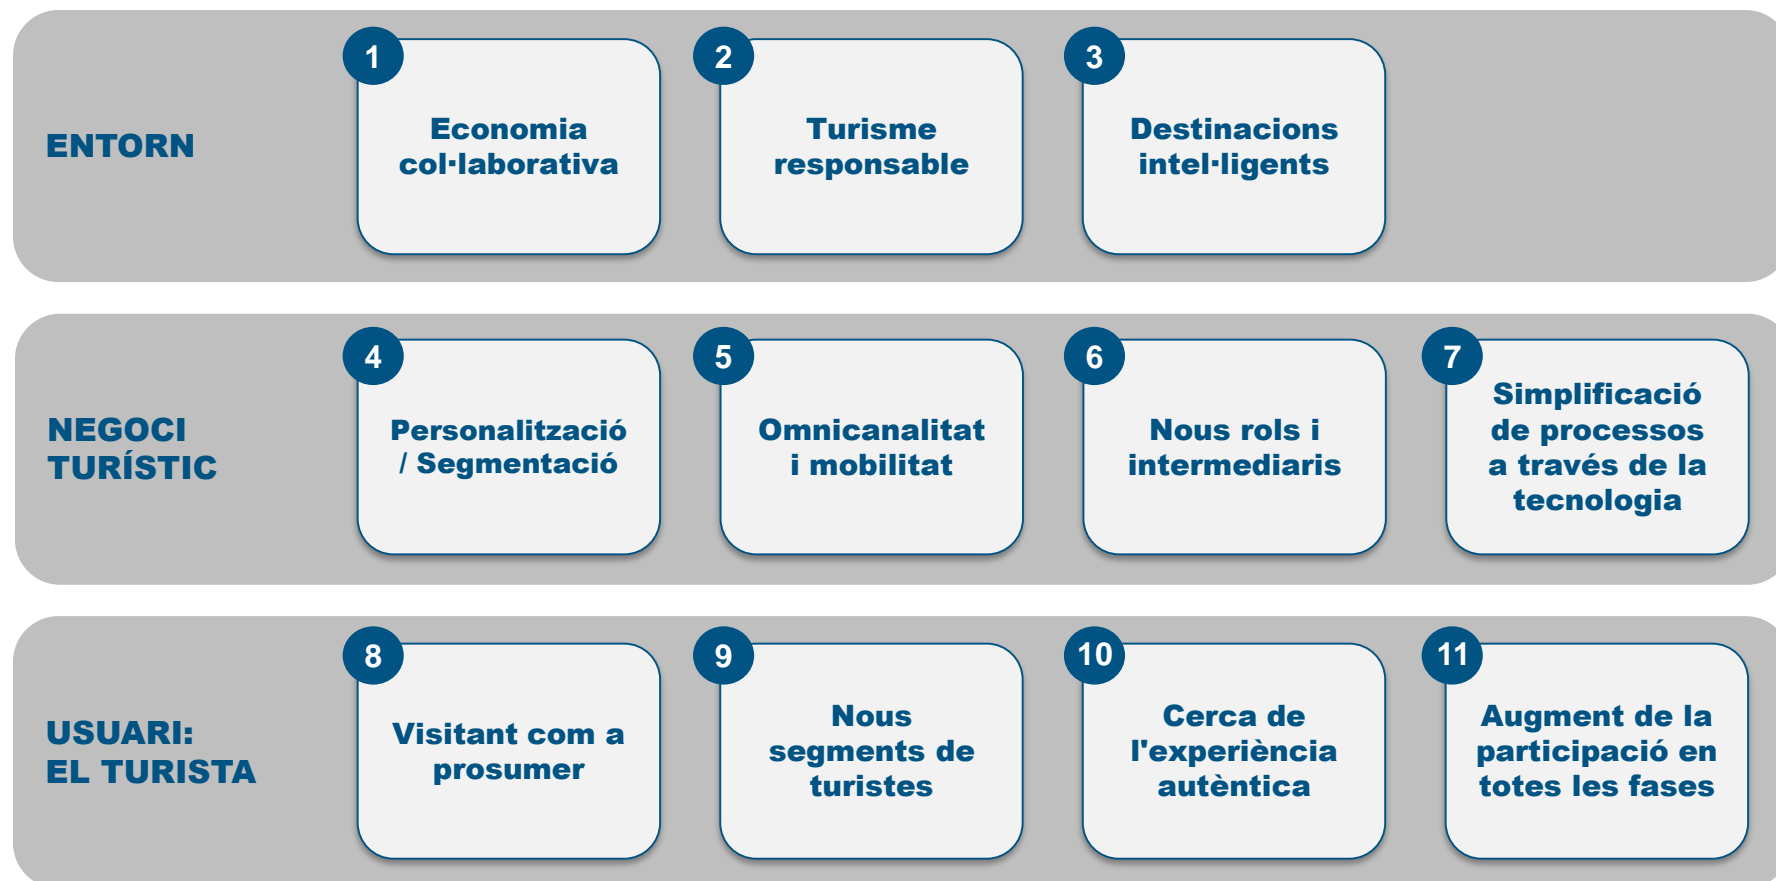 ENTORN
1
Economia
col·laborativa
2
Turisme
responsable
3
Destinacions
intel·ligents
NEGOCI
TURÍSTIC
4
Personalització
/ Segmentació
5
Omnicanalitat
i mobilitat
6
Nous rols i
intermediaris
7
Simplificació
de processos
a través de la
tecnologia
USUARI:
EL TURISTA
8
Visitant com a
prosumer
9
Nous
segments de
turistes
10
Cerca de
l'experiència
autèntica
11
Augment de la
participació en
totes les fases